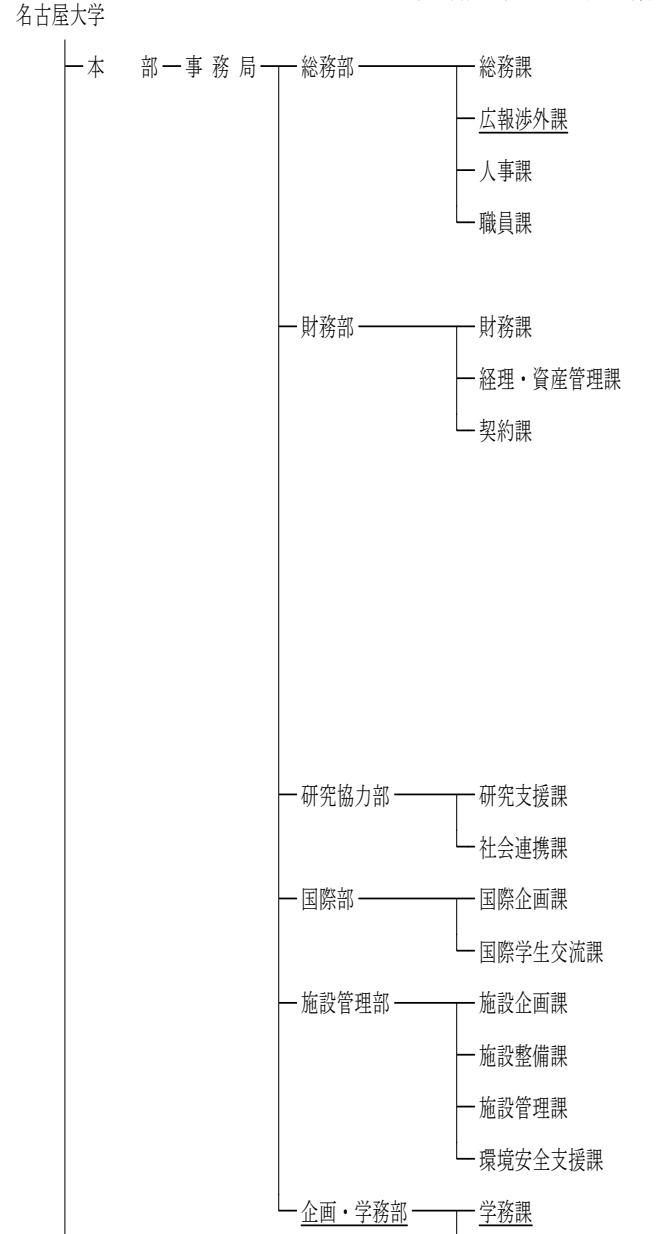 名古屋大学
本 部 事 務 局 総務部 総務課
広報渉外課
人事課
職員課
財務部 財務課
経理・資産管理課
契約課
研究協力部 研究支援課
社会連携課
国際部 国際企画課
国際学生交流課
施設管理部 施設企画課
施設整備課
施設管理課
環境安全支援課
企画・学務部 学務課